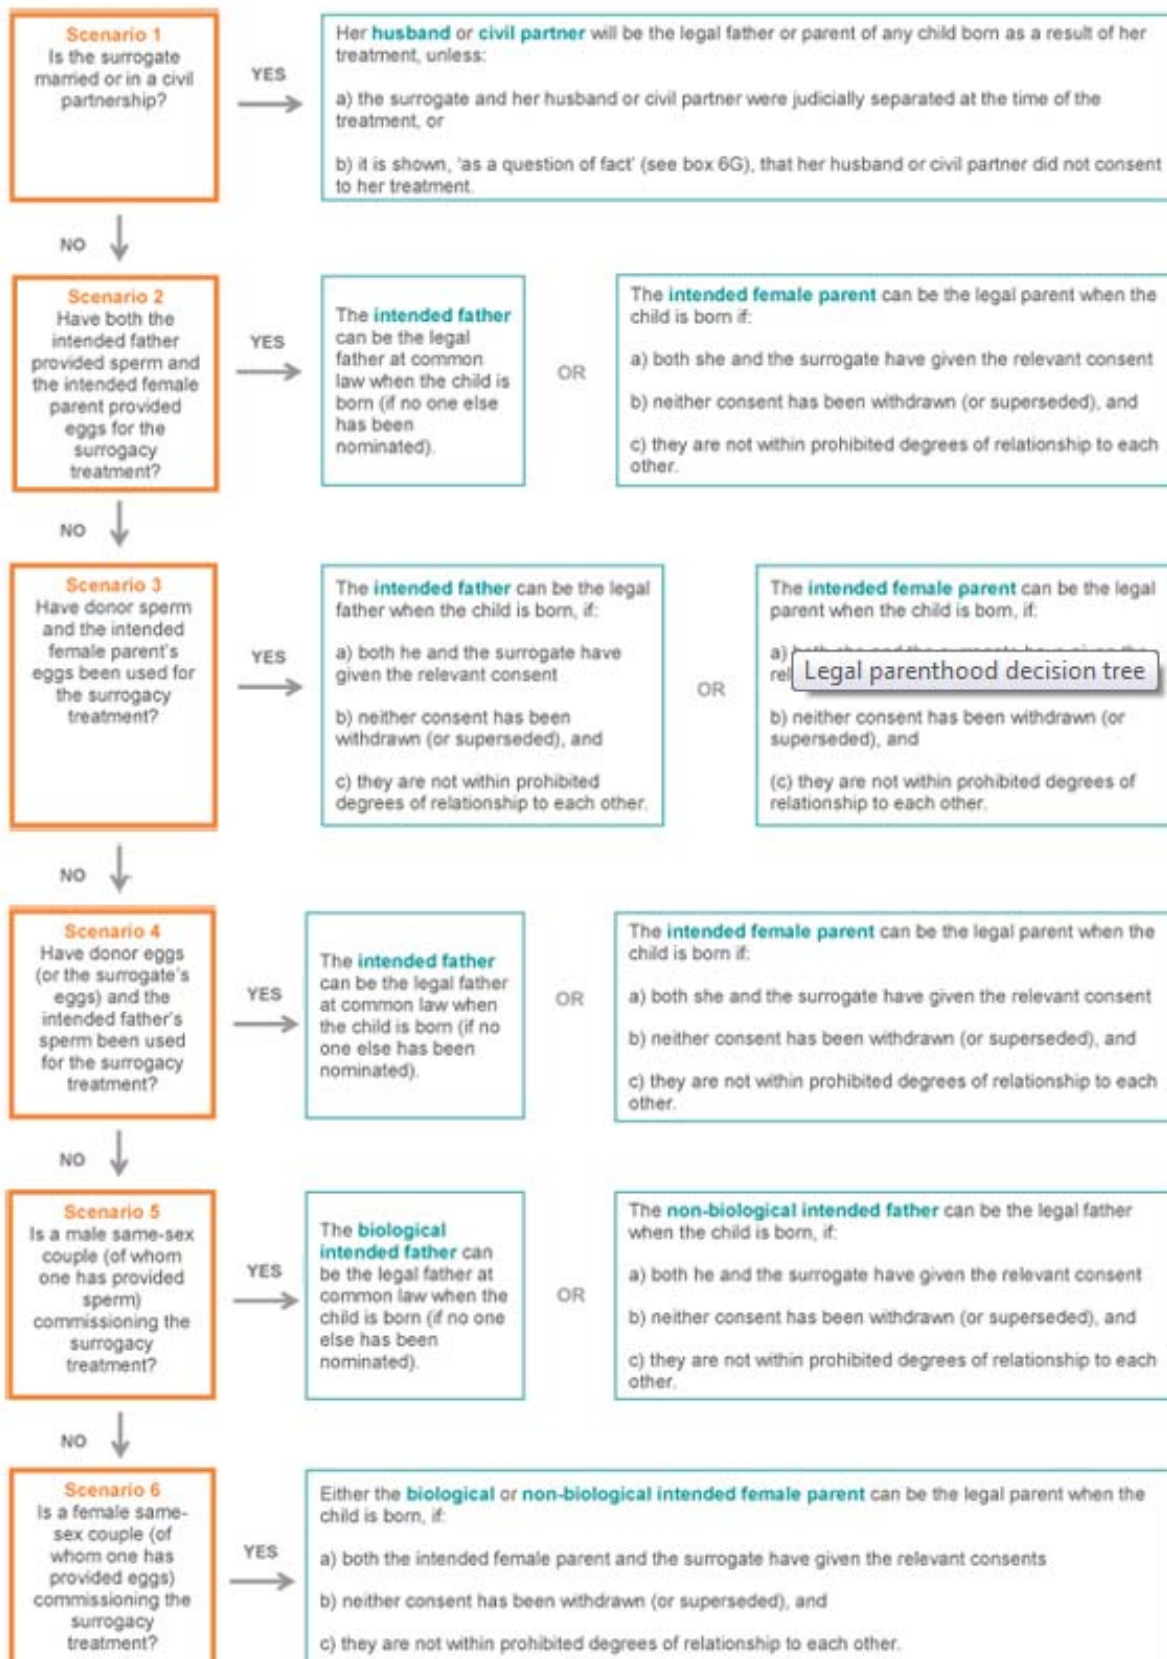 Scenario 1
Is the surrogate
married or in a civil
partnership?
YES
Her husband or civil partner will be the legal father or parent of any child born as a result of her
treatment, unless:
a) the surrogate and her husband or civil partner were judicially separated at the time of the
treatment, or
b) it is shown, 'as a question of fact' (see box 6G), that her husband or civil partner did not consent
to her treatment.
NO
Scenario 2
Have both the
intended father
provided sperm and
the intended female
parent provided
eggs for the
surrogacy
treatment?
YES
The intended father
can be the legal
father at common
law when the child is
born (if no one else
has been
nominated).
OR
The intended female parent can be the legal parent when the
child is born if:
a) both she and the surrogate have given the relevant consent
b) neither consent has been withdrawn (or superseded), and
c) they are not within prohibited degrees of relationship to each
other.
NO
Scenario 3
Have donor sperm
and the intended
female parent's
eggs been used for
the surrogacy
treatment?
YES
The intended father can be the legal
father when the child is born, if:
a) both he and the surrogate have
given the relevant consent
b) neither consent has been
withdrawn (or superseded), and
c) they are not within prohibited
degrees of relationship to each other.
OR
The intended female parent can be the legal
parent when the child is born, if:
a)
Legal parenthood decision tree
b) neither consent has been withdrawn (or
superseded), and
(c) they are not within prohibited degrees of
relationship to each other.
NO
Scenario 4
Have donor eggs
(or the surrogate's
eggs) and the
intended father's
sperm been used
for the surrogacy
treatment?
YES
The intended father
can be the legal father
at common law when
the child is born (if no
one else has been
nominated).
OR
The intended female parent can be the legal parent when the
child is born if:
a) both she and the surrogate have given the relevant consent
b) neither consent has been withdrawn (or superseded), and
c) they are not within prohibited degrees of relationship to each
other.
NO
Scenario 5
Is a male same-sex
couple (of whom
one has provided
sperm)
commissioning the
surrogacy
treatment?
YES
The biological
intended father can
be the legal father at
common law when the
child is born (if no one
else has been
nominated).
OR
The non-biological intended father can be the legal father
when the child is born, if:
a) both he and the surrogate have given the relevant consent
b) neither consent has been withdrawn (or superseded), and
c) they are not within prohibited degrees of relationship to each
other.
NO
Scenario 6
Is a female same-
sex couple (of
whom one has
provided eggs)
commissioning the
surrogacy
treatment?
YES
Either the biological or non-biological intended female parent can be the legal parent when the
child is born, if:
a) both the intended female parent and the surrogate have given the relevant consents
b) neither consent has been withdrawn (or superseded), and
c) they are not within prohibited degrees of relationship to each other.